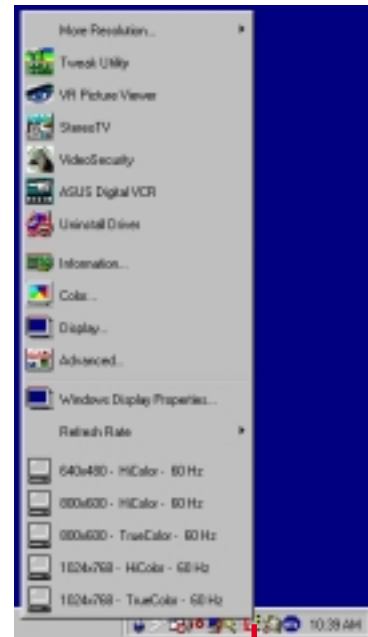 More Resolution...
Tweak Utility
VR Picture Viewer
StereoTV
VideoSecurity
ASUS Digital VCR
Uninstall Driver
Information...
Color...
Display...
Advanced...
Windows Display Properties...
Refresh Rate
640x480 - HiColor - 60 Hz
800x600 - HiColor - 60 Hz
800x600 - TrueColor - 60 Hz
1024x768 - HiColor - 60 Hz
1024x768 - TrueColor - 60 Hz
10:39 AM